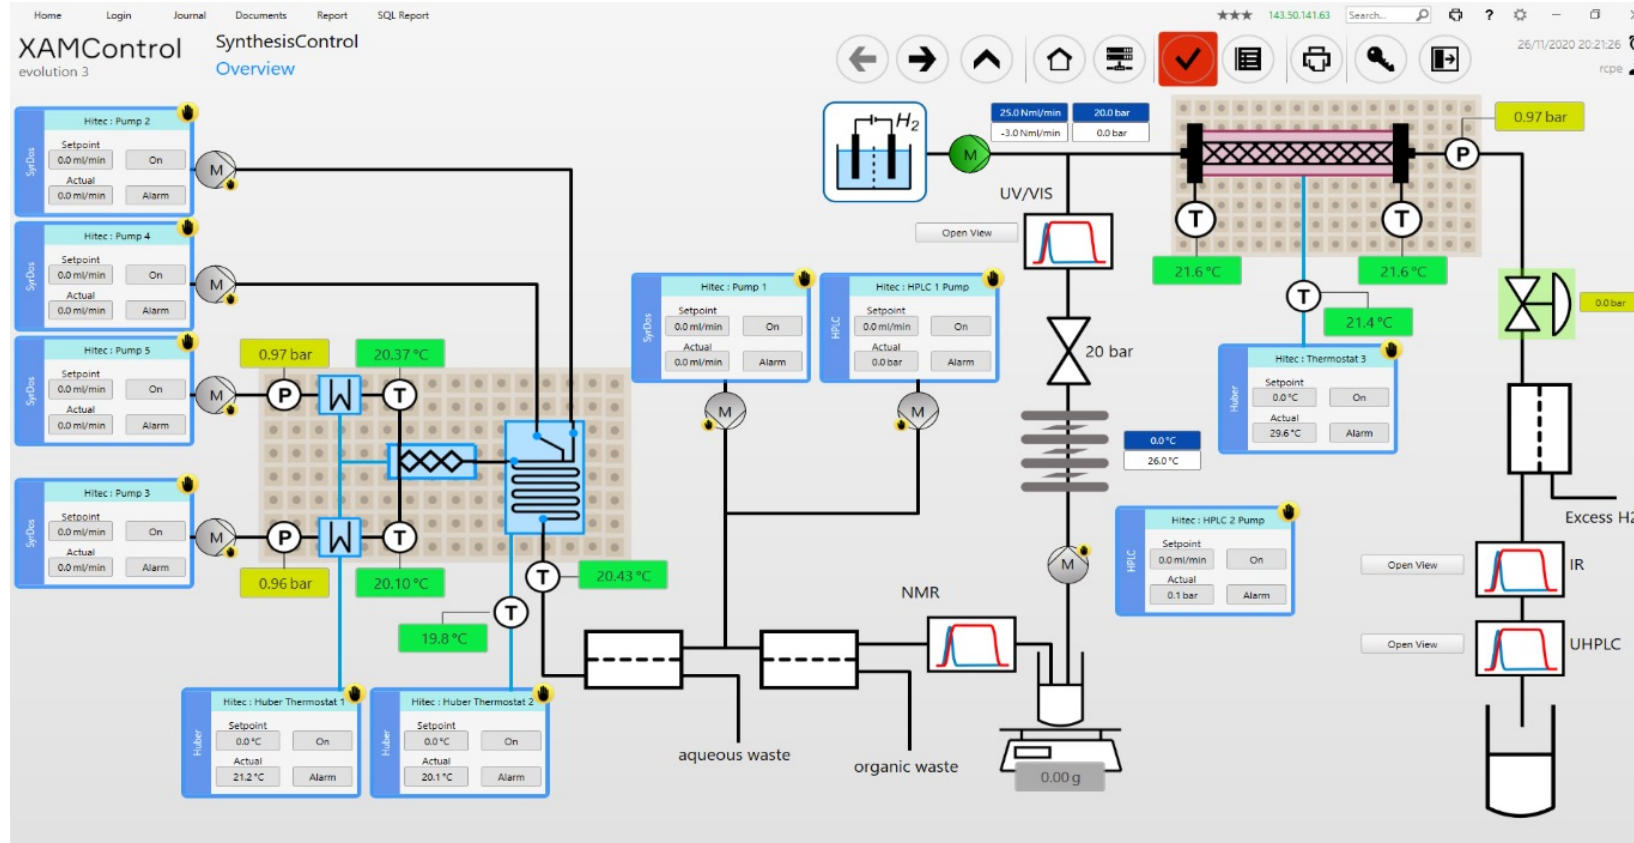 Home Login Journal Documents Report SQL Report
★★★ 143.50.141.63 Search... ?
XAMControl
evolution 3
SynthesisControl
Overview
26/11/2020 20:21:26
rcpe
SyrDos
Hitec : Pump 2
Setpoint
0.0 ml/min On
Actual
0.0 ml/min Alarm
M
SyrDos
Hitec : Pump 4
Setpoint
0.0 ml/min On
Actual
0.0 ml/min Alarm
M
SyrDos
Hitec : Pump 5
Setpoint
0.0 ml/min On
Actual
0.0 ml/min Alarm
M
0.97 bar
20.37 °C
P
T
SyrDos
Hitec : Pump 3
Setpoint
0.0 ml/min On
Actual
0.0 ml/min Alarm
M
P
T
0.96 bar
20.10 °C
T
20.43 °C
T
19.8 °C
Huber
Hitec : Huber Thermostat 1
Setpoint
0.0 °C On
Actual
21.2 °C Alarm
Huber
Hitec : Huber Thermostat 2
Setpoint
0.0 °C On
Actual
20.1 °C Alarm
SyrDos
Hitec : Pump 1
Setpoint
0.0 ml/min On
Actual
0.0 ml/min Alarm
M
HPLC
Hitec : HPLC 1 Pump
Setpoint
0.0 ml/min On
Actual
0.0 bar Alarm
M
aqueous waste
organic waste
NMR
0.00 g
H2
M
25.0 Nml/min 20.0 bar
-3.0 Nml/min 0.0 bar
UV/VIS
Open View
20 bar
0.0 °C
26.0 °C
M
HPLC
Hitec : HPLC 2 Pump
Setpoint
0.0 ml/min On
Actual
0.1 bar Alarm
0.97 bar
P
T
T
21.6 °C
21.6 °C
T
21.4 °C
Huber
Hitec : Thermostat 3
Setpoint
0.0 °C On
Actual
29.6 °C Alarm
0.0 bar
Excess H2
Open View
IR
Open View
UHPLC